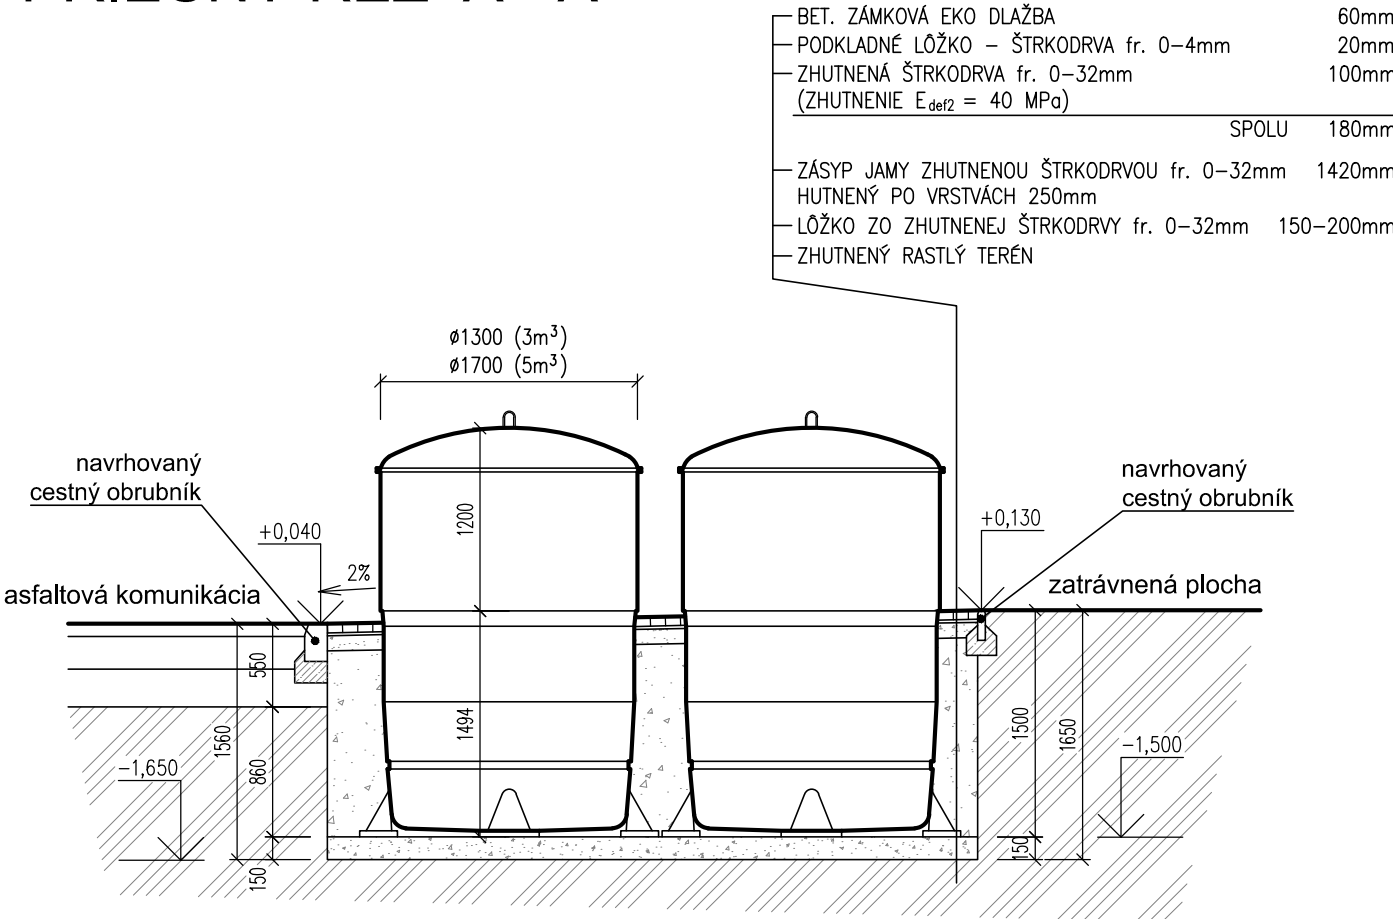 BET. ZÁMKOVÁ EKO DLAŽBA 60mm
PODKLADNÉ LÔŽKO – ŠTRKODRVA fr. 0–4mm 20mm
ZHUTNENÁ ŠTRKODRVA fr. 0–32mm 100mm
(ZHUTNENIE Edef2 = 40 MPa)
SPOLU 180mm
ZÁSYP JAMY ZHUTNENOU ŠTRKODRVOU fr. 0–32mm 1420mm
HUTNENÝ PO VRSTVÁCH 250mm
LÔŽKO ZO ZHUTNENEJ ŠTRKODRVY fr. 0–32mm 150–200mm
ZHUTNENÝ RASTLÝ TERÉN
ø1300 (3m³)
ø1700 (5m³)
navrhovaný
cestný obrubník
navrhovaný
cestný obrubník
+0,040
1200
+0,130
2%
asfaltová komunikácia
zatrávnená plocha
550
1560
860
1494
1500
1650
–1,650
–1,500
150
150